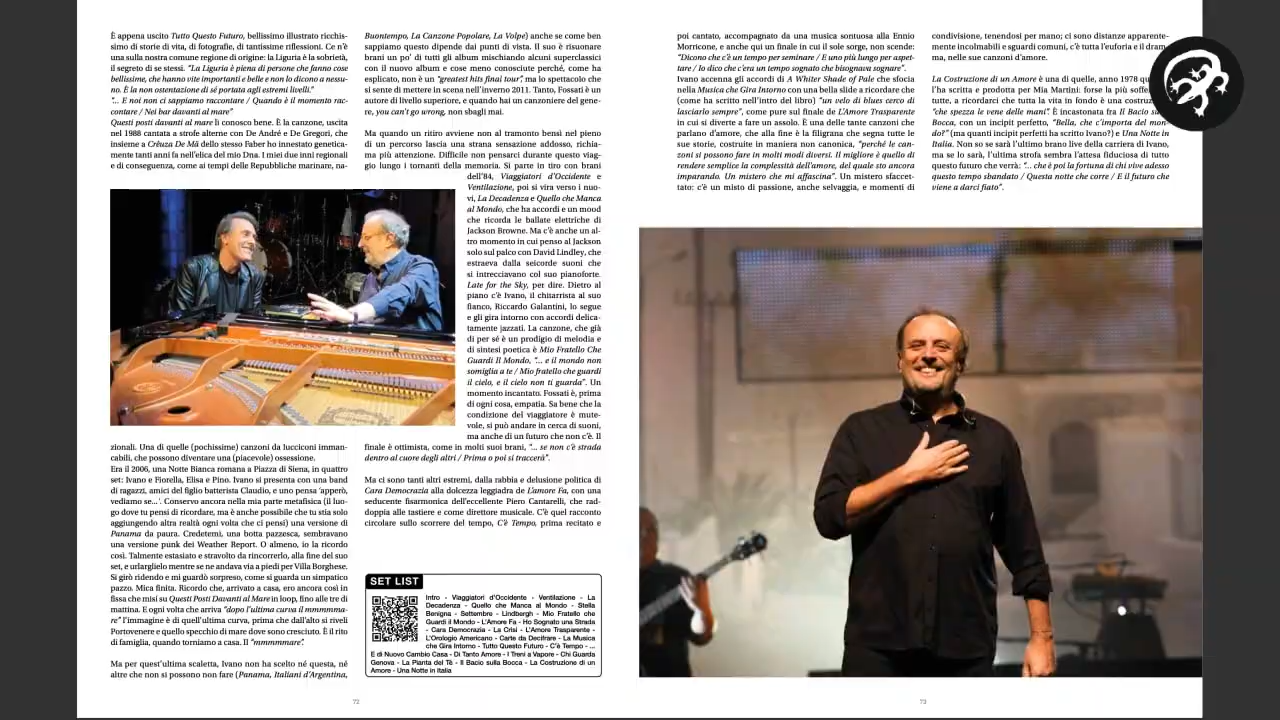 È appena uscito Tutto Questo Futuro, bellissimo illustrato ricchis-
simo di storie di vita, di fotografie, di tantissime riflessioni. Ce n'è
una sulla nostra comune regione di origine: la Liguria è la sobrietà,
il segreto di se stessi. "La Liguria è piena di persone che fanno cose
bellissime, che hanno vite importanti e belle e non lo dicono a nessu-
no. È la non ostentazione di sé portata agli estremi livelli."
"... E noi non ci sappiamo raccontare / Quando è il momento rac-
contare / Nei bar davanti al mare"
Questi posti davanti al mare li conosco bene. È la canzone, uscita
nel 1988 cantata a strofe alterne con De André e De Gregori, che
insieme a Crêuza De Mä dello stesso Faber ho innestato genetica-
mente tanti anni fa nell'elica del mio Dna. I miei due inni regionali
e di conseguenza, come ai tempi delle Repubbliche marinare, na-
zionali. Una di quelle (pochissime) canzoni da lucciconi imman-
cabili, che possono diventare una (piacevole) ossessione.
Era il 2006, una Notte Bianca romana a Piazza di Siena, in quattro
set: Ivano e Fiorella, Elisa e Pino. Ivano si presenta con una band
di ragazzi, amici del figlio batterista Claudio, e uno pensa 'apperò,
vediamo se...'. Conservo ancora nella mia parte metafisica (il luo-
go dove tu pensi di ricordare, ma è anche possibile che tu stia solo
aggiungendo altra realtà ogni volta che ci pensi) una versione di
Panama da paura. Credetemi, una botta pazzesca, sembravano
una versione punk dei Weather Report. O almeno, io la ricordo
così. Talmente estasiato e stravolto da rincorrerlo, alla fine del suo
set, e urlarglielo mentre se ne andava via a piedi per Villa Borghese.
Si girò ridendo e mi guardò sorpreso, come si guarda un simpatico
pazzo. Mica finita. Ricordo che, arrivato a casa, ero ancora così in
fissa che misi su Questi Posti Davanti al Mare in loop, fino alle tre di
mattina. E ogni volta che arriva "dopo l'ultima curva il mmmmma-
re" l'immagine è di quell'ultima curva, prima che dall'alto si riveli
Portovenere e quello specchio di mare dove sono cresciuto. È il rito
di famiglia, quando torniamo a casa. Il "mmmmmare".
Ma per quest'ultima scaletta, Ivano non ha scelto né questa, né
altre che non si possono non fare (Panama, Italiani d'Argentina,
Buontempo, La Canzone Popolare, La Volpe) anche se come ben
sappiamo questo dipende dai punti di vista. Il suo è risuonare
brani un po' di tutti gli album mischiando alcuni superclassici
con il nuovo album e cose meno conosciute perché, come ha
esplicato, non è un "greatest hits final tour", ma lo spettacolo che
si sente di mettere in scena nell'inverno 2011. Tanto, Fossati è un
autore di livello superiore, e quando hai un canzoniere del gene-
re, you can't go wrong, non sbagli mai.
Ma quando un ritiro avviene non al tramonto bensì nel pieno
di un percorso lascia una strana sensazione addosso, richia-
ma più attenzione. Difficile non pensarci durante questo viag-
gio lungo i tornanti della memoria. Si parte in tiro con brani
dell'84, Viaggiatori d'Occidente e
Ventilazione, poi si vira verso i nuo-
vi, La Decadenza e Quello che Manca
al Mondo, che ha accordi e un mood
che ricorda le ballate elettriche di
Jackson Browne. Ma c'è anche un al-
tro momento in cui penso al Jackson
solo sul palco con David Lindley, che
estraeva dalla seicorde suoni che
si intrecciavano col suo pianoforte.
Late for the Sky, per dire. Dietro al
piano c'è Ivano, il chitarrista al suo
fianco, Riccardo Galantini, lo segue
e gli gira intorno con accordi delica-
tamente jazzati. La canzone, che già
di per sé è un prodigio di melodia e
di sintesi poetica è Mio Fratello Che
Guardi Il Mondo, "... e il mondo non
somiglia a te / Mio fratello che guardi
il cielo, e il cielo non ti guarda". Un
momento incantato. Fossati è, prima
di ogni cosa, empatia. Sa bene che la
condizione del viaggiatore è mute-
vole, si può andare in cerca di suoni,
ma anche di un futuro che non c'è. Il
finale è ottimista, come in molti suoi brani, "... se non c'è strada
dentro al cuore degli altri / Prima o poi si traccerà".
Ma ci sono tanti altri estremi, dalla rabbia e delusione politica di
Cara Democrazia alla dolcezza leggiadra de L'amore Fa, con una
seducente fisarmonica dell'eccellente Piero Cantarelli, che rad-
doppia alle tastiere e come direttore musicale. C'è quel racconto
circolare sullo scorrere del tempo, C'è Tempo, prima recitato e
SET LIST
Intro - Viaggiatori d'Occidente - Ventilazione - La
Decadenza - Quello che Manca al Mondo - Stella
Benigna - Settembre - Lindbergh - Mio Fratello che
Guardi il Mondo - L'Amore Fa - Ho Sognato una Strada
- Cara Democrazia - La Crisi - L'Amore Trasparente -
L'Orologio Americano - Carte da Decifrare - La Musica
che Gira Intorno - Tutto Questo Futuro - C'è Tempo - ...
E di Nuovo Cambio Casa - Di Tanto Amore - I Treni a Vapore - Chi Guarda
Genova - La Pianta del Tè - Il Bacio sulla Bocca - La Costruzione di un
Amore - Una Notte in Italia
72
poi cantato, accompagnato da una musica sontuosa alla Ennio
Morricone, e anche qui un finale in cui il sole sorge, non scende:
"Dicono che c'è un tempo per seminare / E uno più lungo per aspet-
tare / Io dico che c'era un tempo sognato che bisognava sognare".
Ivano accenna gli accordi di A Whiter Shade of Pale che sfocia
nella Musica che Gira Intorno con una bella slide a ricordare che
(come ha scritto nell'intro del libro) "un velo di blues cerco di
lasciarlo sempre", come pure sul finale de L'Amore Trasparente
in cui si diverte a fare un assolo. È una delle tante canzoni che
parlano d'amore, che alla fine è la filigrana che segna tutte le
sue storie, costruite in maniera non canonica, "perché le can-
zoni si possono fare in molti modi diversi. Il migliore è quello di
rendere semplice la complessità dell'amore, del quale sto ancora
imparando. Un mistero che mi affascina". Un mistero sfaccet-
tato: c'è un misto di passione, anche selvaggia, e momenti di
condivisione, tenendosi per mano; ci sono distanze apparente-
mente incolmabili e sguardi comuni, c'è tutta l'euforia e il dram-
ma, nelle sue canzoni d'amore.
La Costruzione di un Amore è una di quelle, anno 1978
l'ha scritta e prodotta per Mia Martini: forse la più
tutte, a ricordarci che tutta la vita in fondo è una
"che spezza le vene delle mani". È incastonata fra Il Bacio
Bocca, con un incipit perfetto, "Bella, che c'importa del mon-
do?" (ma quanti incipit perfetti ha scritto Ivano?) e Una Notte in
Italia. Non so se sarà l'ultimo brano live della carriera di Ivano,
ma se lo sarà, l'ultima strofa sembra l'attesa fiduciosa di tutto
questo futuro che verrà: "... che è poi la fortuna di chi vive adesso
questo tempo sbandato / Questa notte che corre / E il futuro che
viene a darci fiato".
73